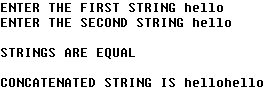 ENTER THE FIRST STRING hello
ENTER THE SECOND STRING hello
STRINGS ARE EQUAL
CONCATENATED STRING IS hellohello